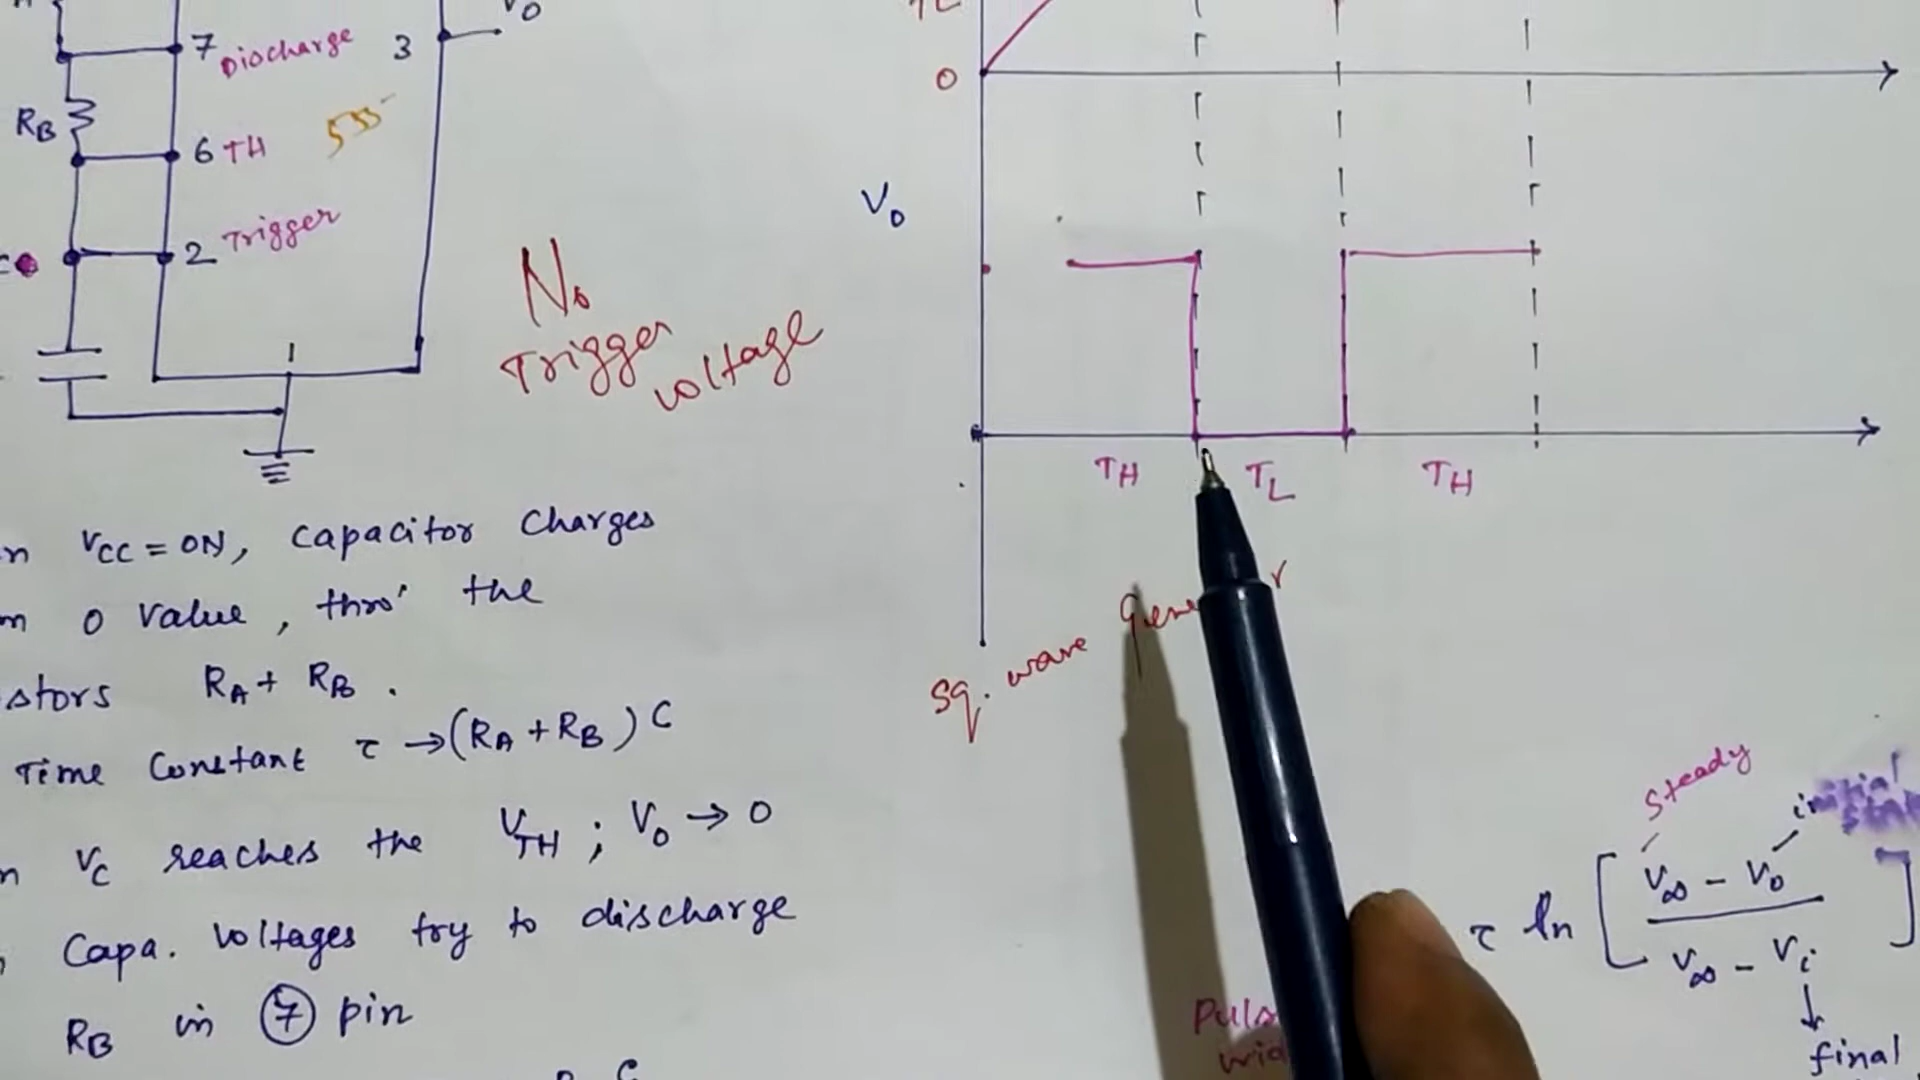 7 Discharge
3
Vo
RB
6 TH
555
2 Trigger
1
No
Trigger
voltage
VCC = ON, capacitor charges
0 value, thro' the
RA + RB.
Time constant τ → (RA + RB) C
VC reaches the VTH ; Vo → 0
Capa. voltages try to discharge
RB in 7 pin
C
0
Vo
TH TL TH
Sq. wave
steady
initial
τ ln [ V∞ - Vo
V∞ - Vi ]
final